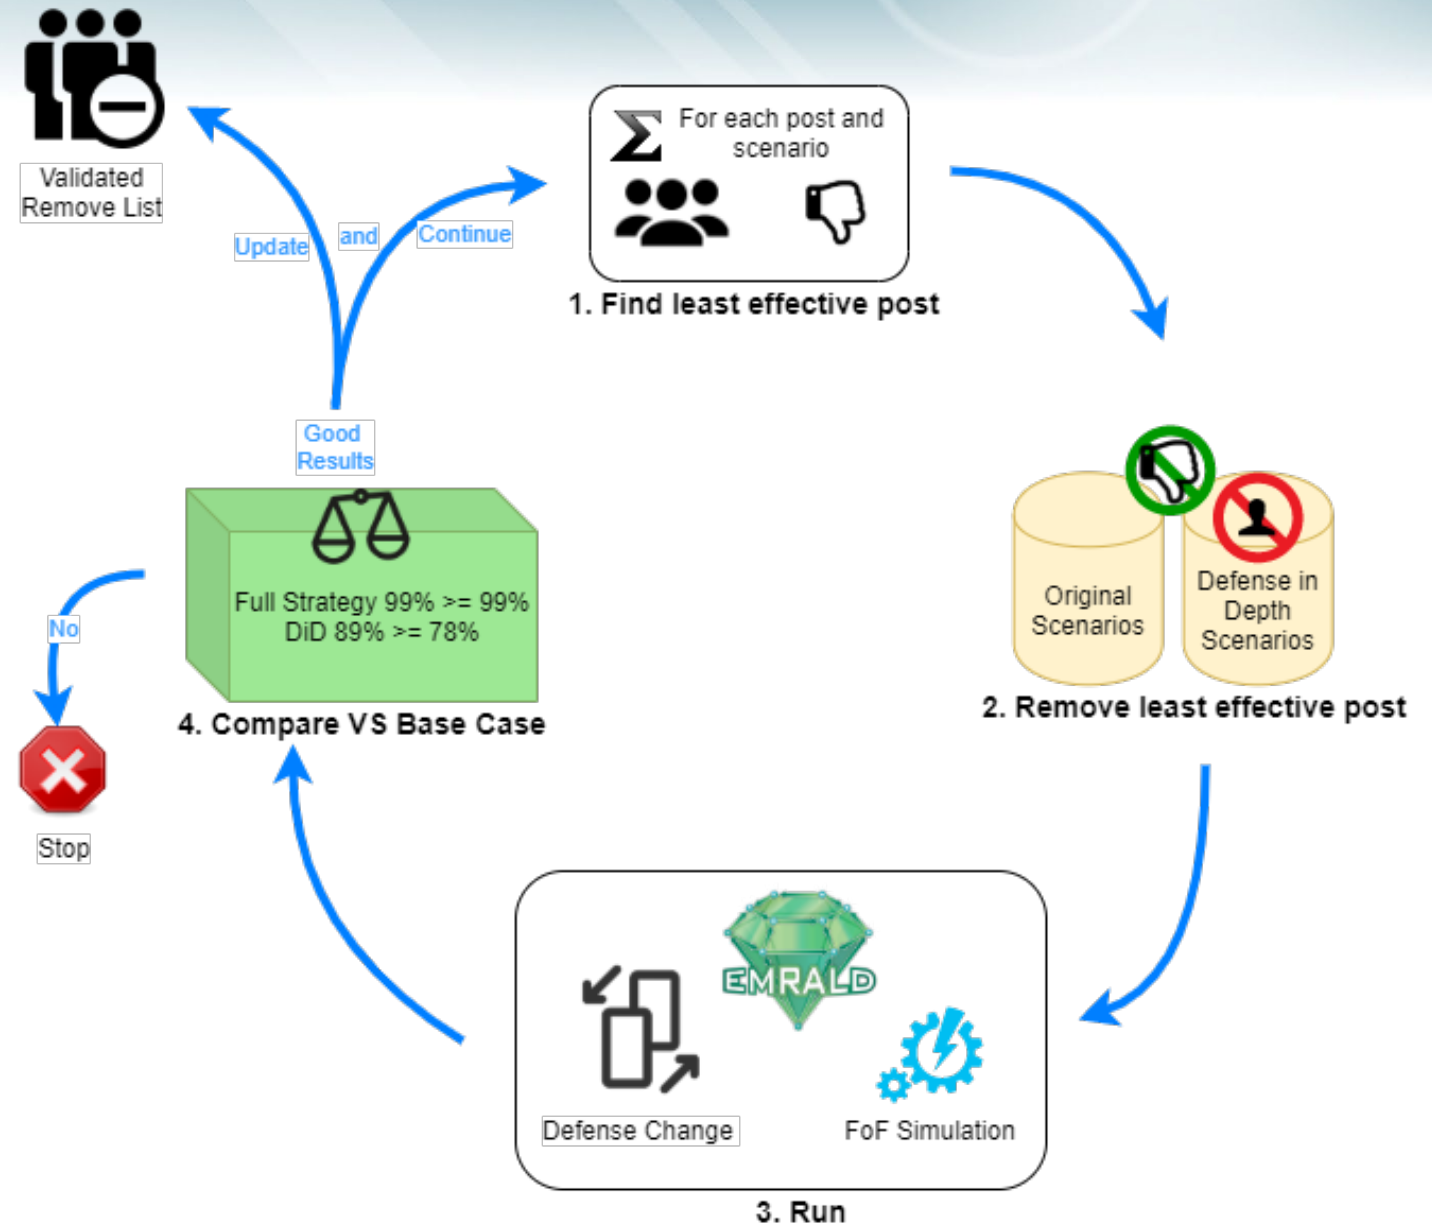 Validated
Remove List
Update
and
Continue
For each post and
scenario
1. Find least effective post
Good
Results
Full Strategy 99% >= 99%
DiD 89% >= 78%
4. Compare VS Base Case
No
Stop
Original
Scenarios
Defense in
Depth
Scenarios
2. Remove least effective post
EMRALD
Defense Change
FoF Simulation
3. Run